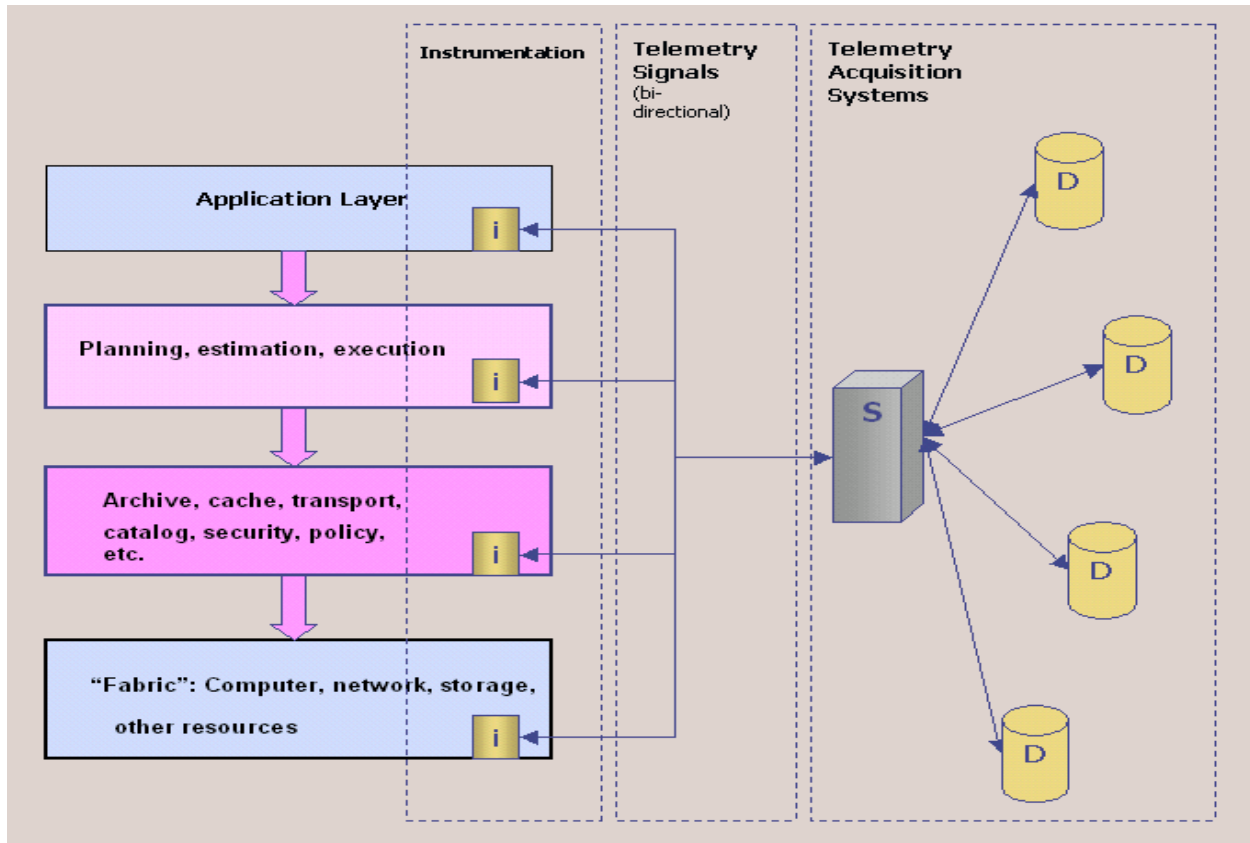 Instrumentation
Telemetry
Signals
(bi-
directional)
Telemetry
Acquisition
Systems
Application Layer
i
Planning, estimation, execution
i
Archive, cache, transport,
catalog, security, policy,
etc.
i
“Fabric”: Computer, network, storage,
other resources
i
S
D
D
D
D